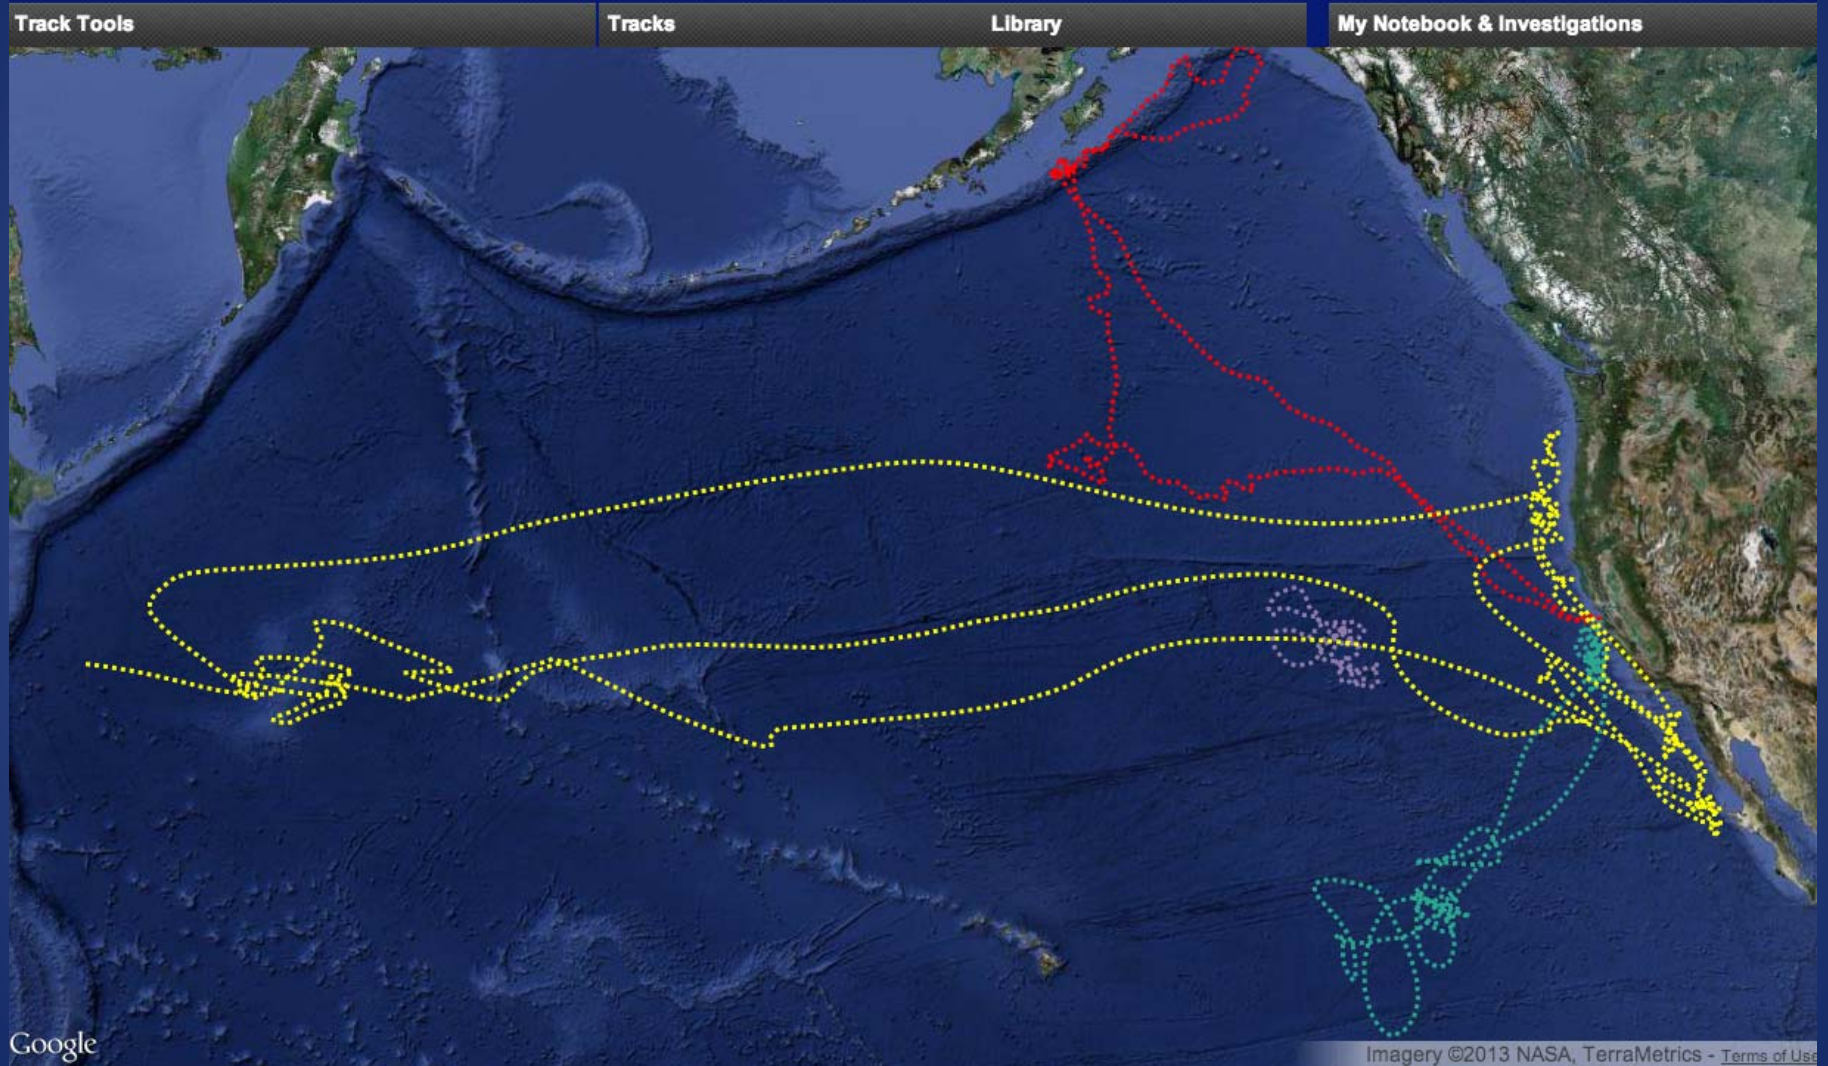 Track Tools
Tracks
Library
My Notebook & Investigations
Google
Imagery ©2013 NASA, TerraMetrics - Terms of Use